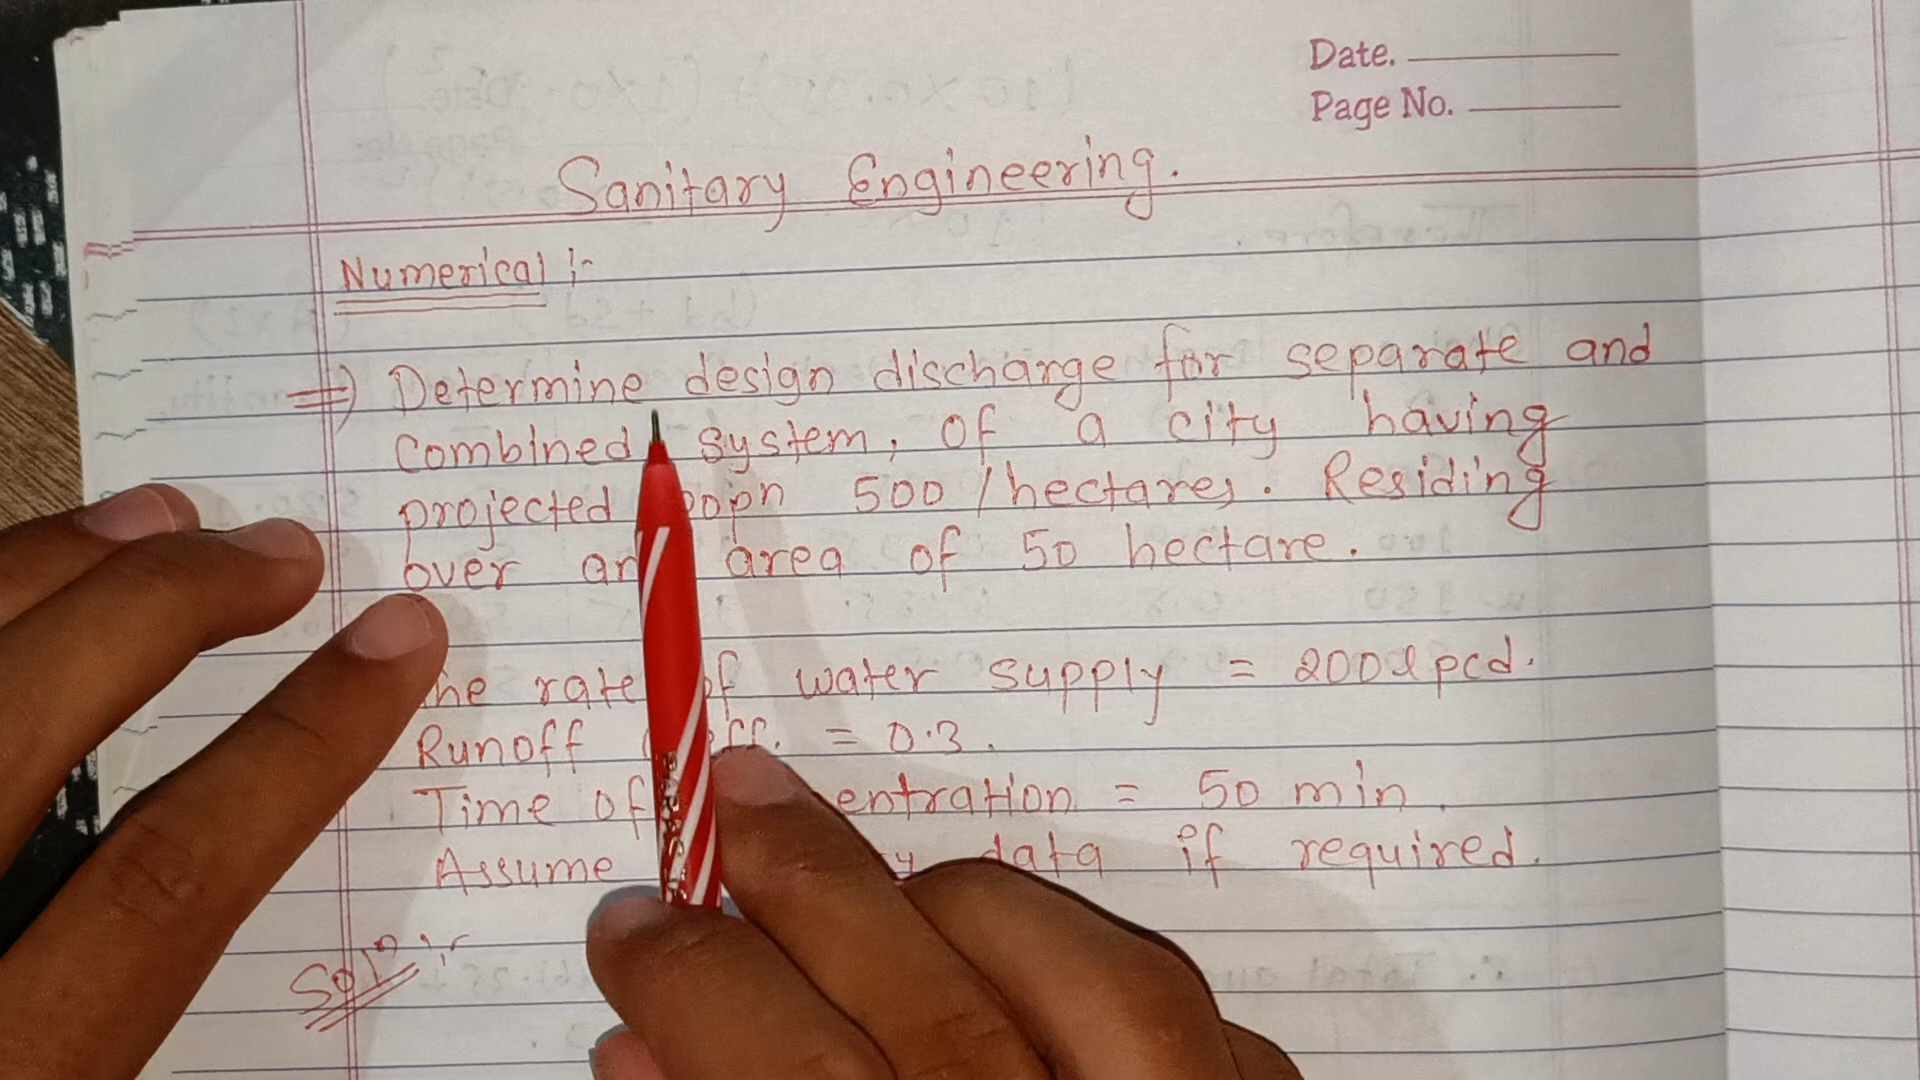 Date.
Page No.
Sanitary Engineering.
Numerical :-
⇒) Determine design discharge for separate and
Combined system, of a city having
projected popn 500 /hectares. Residing
over an area of 50 hectare.
rate of water supply = 200 lpcd.
Runoff = 0.3.
Time of = 50 min.
Assume data if required.
Soln :-